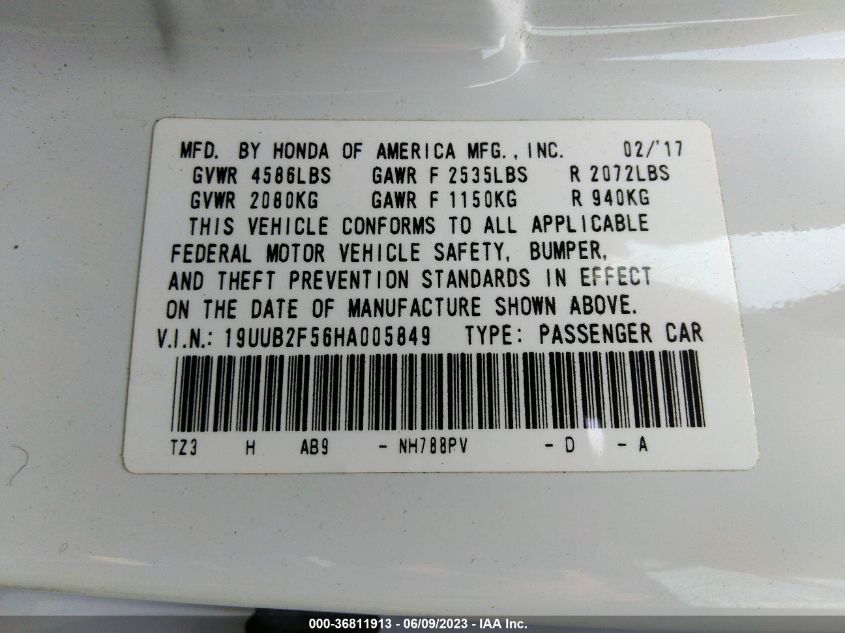 MFD. BY HONDA OF AMERICA MFG., INC. 02/'17
GVWR 4586LBS GAWR F 2535LBS R 2072LBS
GVWR 2080KG GAWR F 1150KG R 940KG
THIS VEHICLE CONFORMS TO ALL APPLICABLE
FEDERAL MOTOR VEHICLE SAFETY, BUMPER,
AND THEFT PREVENTION STANDARDS IN EFFECT
ON THE DATE OF MANUFACTURE SHOWN ABOVE.
V.I.N.: 19UUB2F56HA005849 TYPE: PASSENGER CAR
TZ3 H AB9 - NH788PV - D - A
000-36811913 - 06/09/2023 - IAA Inc.